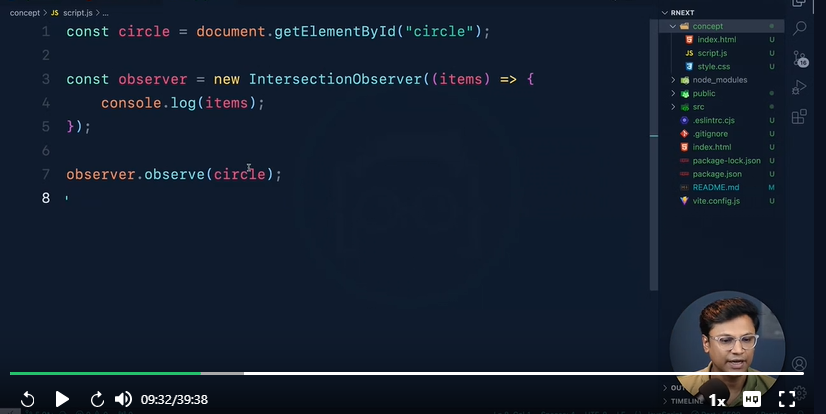 concept > JS script.js > ...
1 const circle = document.getElementById("circle");
2
3 const observer = new IntersectionObserver((items) => {
4 console.log(items);
5 });
6
7 observer.observe(circle);
8
RNEXT
concept
index.html U
JS script.js U
style.css U
node_modules
public
src
.eslintrc.cjs U
.gitignore U
index.html U
package-lock.json U
package.json U
README.md M
vite.config.js U
16
TIMELINE
09:32/39:38
1x
HQ